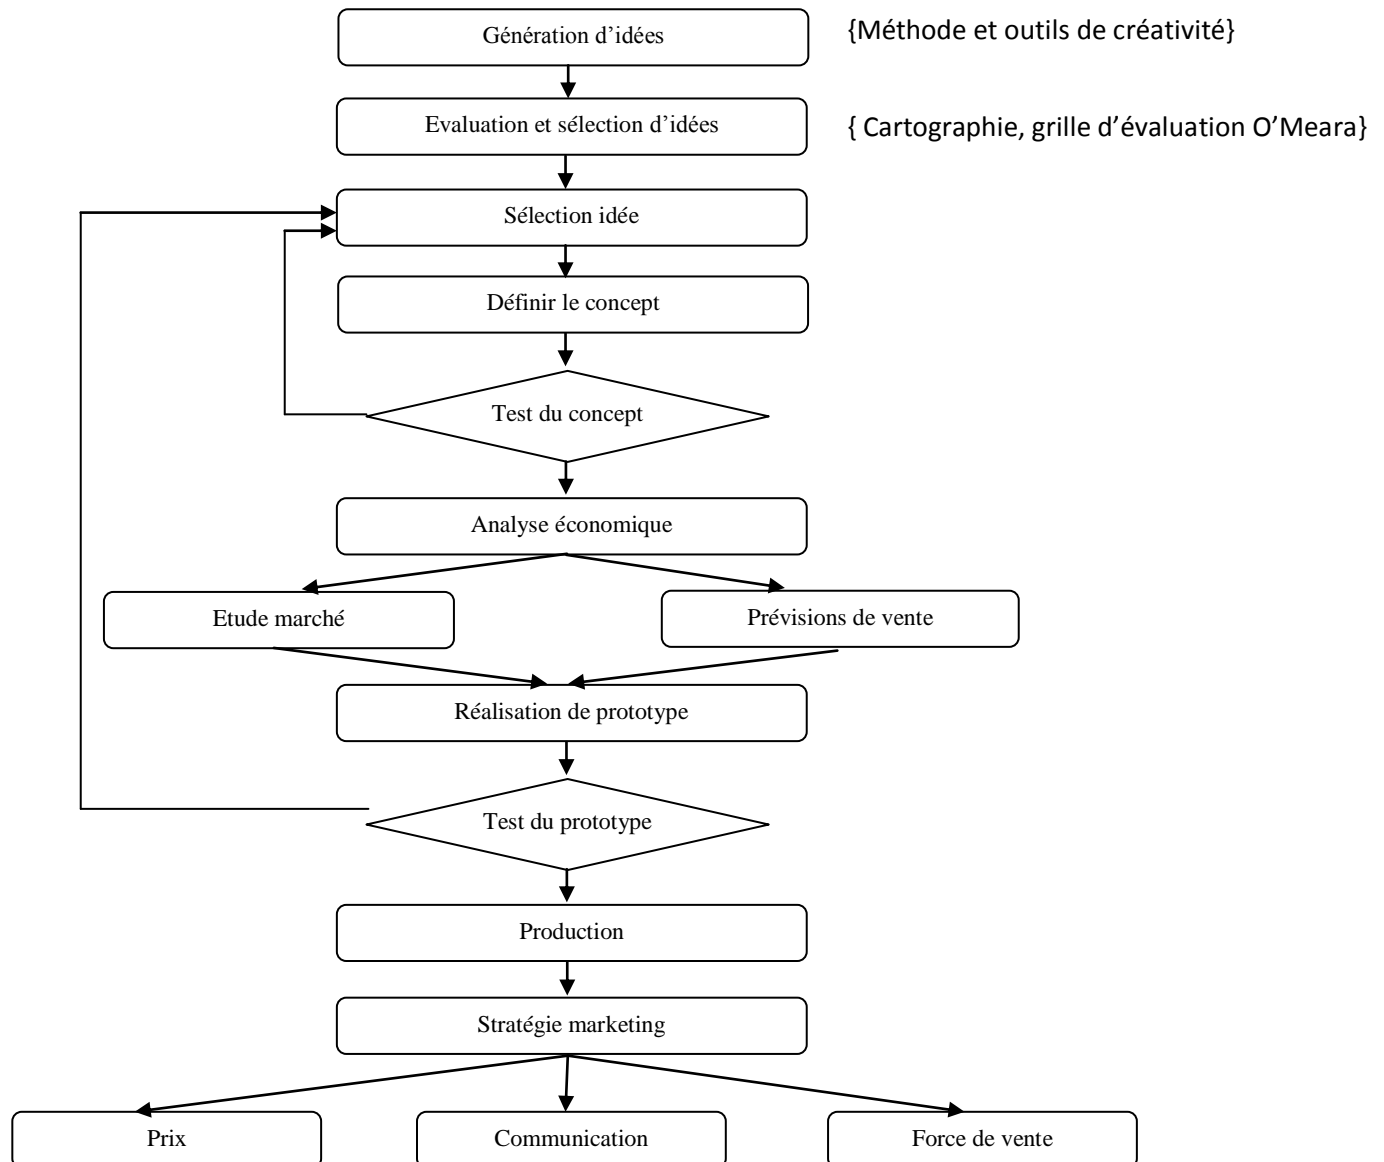 Génération d’idées
{Méthode et outils de créativité}
Evaluation et sélection d’idées
{ Cartographie, grille d’évaluation O’Meara}
Sélection idée
Définir le concept
Test du concept
Analyse économique
Etude marché
Prévisions de vente
Réalisation de prototype
Test du prototype
Production
Stratégie marketing
Prix
Communication
Force de vente